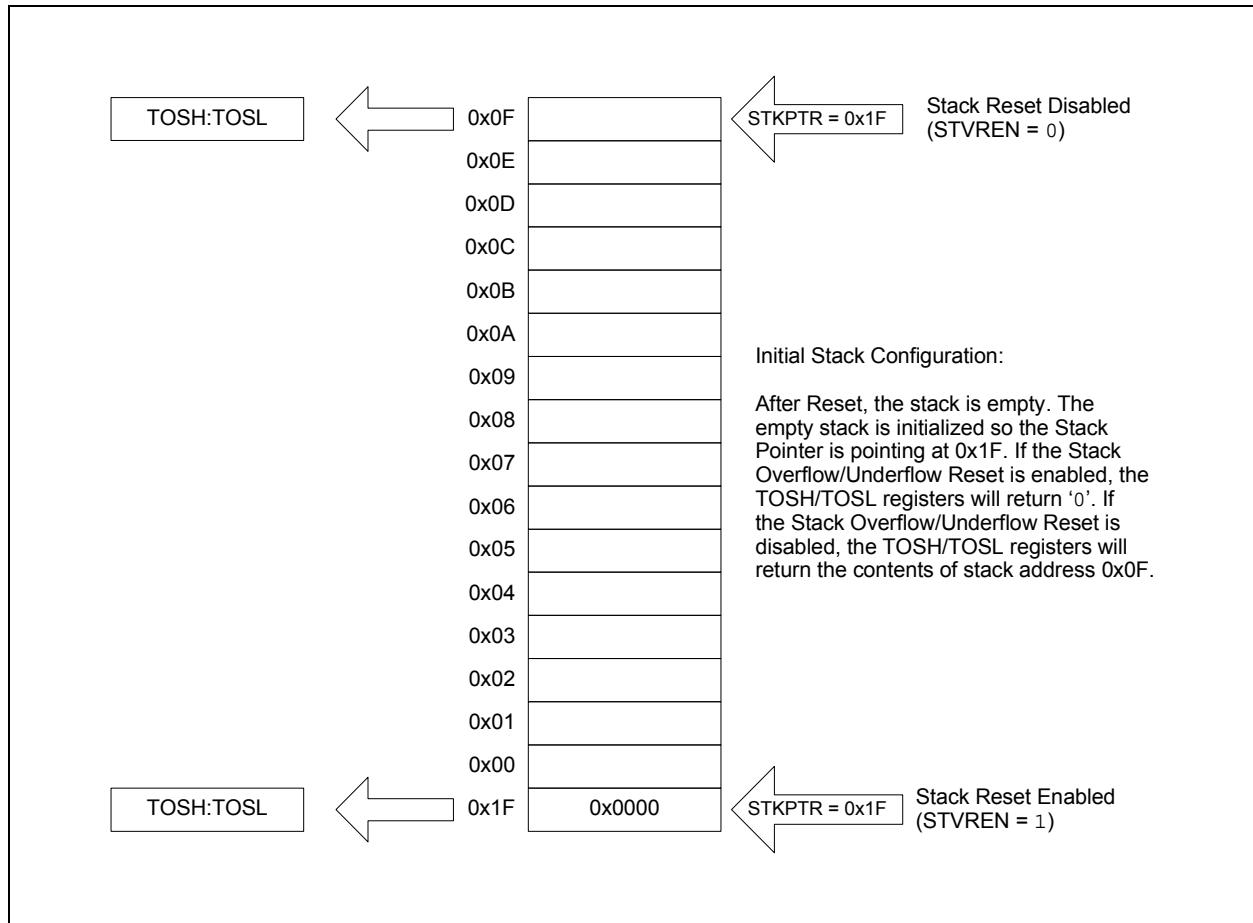 TOSH:TOSL
0x0F
STKPTR = 0x1F
Stack Reset Disabled
(STVREN = 0)
0x0E
0x0D
0x0C
0x0B
0x0A
0x09
0x08
0x07
0x06
0x05
0x04
0x03
0x02
0x01
0x00
Initial Stack Configuration:
After Reset, the stack is empty. The
empty stack is initialized so the Stack
Pointer is pointing at 0x1F. If the Stack
Overflow/Underflow Reset is enabled, the
TOSH/TOSL registers will return ‘0’. If
the Stack Overflow/Underflow Reset is
disabled, the TOSH/TOSL registers will
return the contents of stack address 0x0F.
TOSH:TOSL
0x1F
0x0000
STKPTR = 0x1F
Stack Reset Enabled
(STVREN = 1)